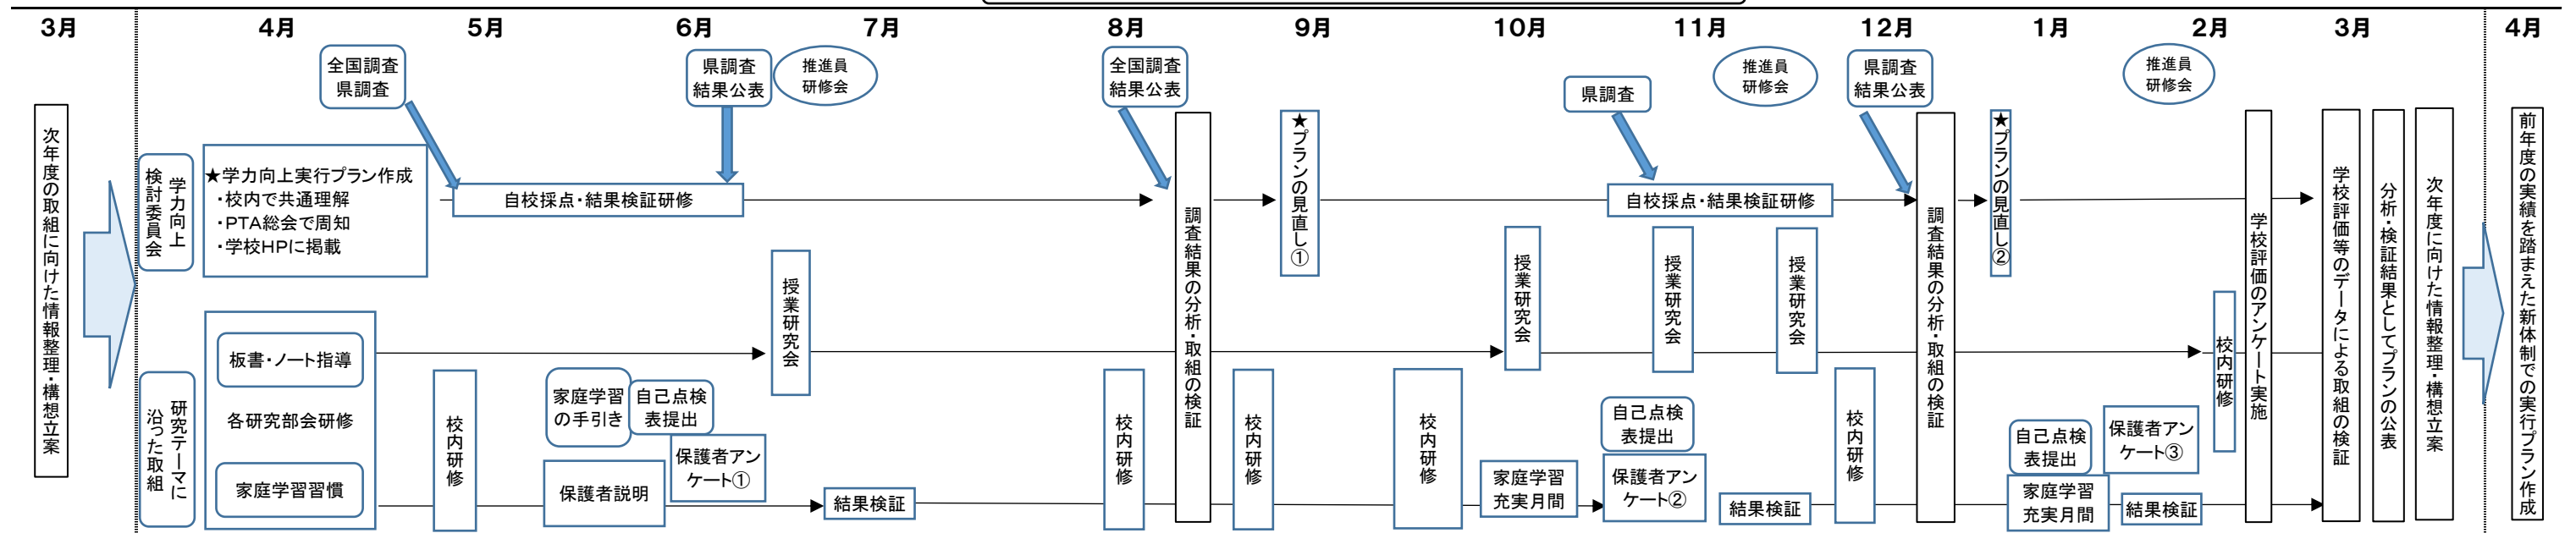 3月
4月
5月
6月
7月
8月
9月
10月
11月
12月
1月
2月
3月
4月
全国調査
県調査
県調査
結果公表
推進員
研修会
全国調査
結果公表
県調査
推進員
研修会
県調査
結果公表
推進員
研修会
次年度の取組に向けた情報整理・構想立案
学力向上
検討委員会
★学力向上実行プラン作成
・校内で共通理解
・PTA総会で周知
・学校HPに掲載
自校採点・結果検証研修
調査結果の分析・取組の検証
★プランの見直し①
自校採点・結果検証研修
調査結果の分析・取組の検証
★プランの見直し②
学校評価のアンケート実施
学校評価等のデータによる取組の検証
分析・検証結果としてプランの公表
次年度に向けた情報整理・構想立案
前年度の実績を踏まえた新体制での実行プラン作成
授業研究会
授業研究会
授業研究会
授業研究会
研究テーマに
沿った取組
板書・ノート指導
各研究部会研修
家庭学習習慣
校内研修
家庭学習
の手引き
自己点検
表提出
保護者説明
保護者アン
ケート①
結果検証
校内研修
校内研修
校内研修
家庭学習
充実月間
自己点検
表提出
保護者アン
ケート②
結果検証
校内研修
自己点検
表提出
家庭学習
充実月間
保護者アン
ケート③
結果検証
校内研修